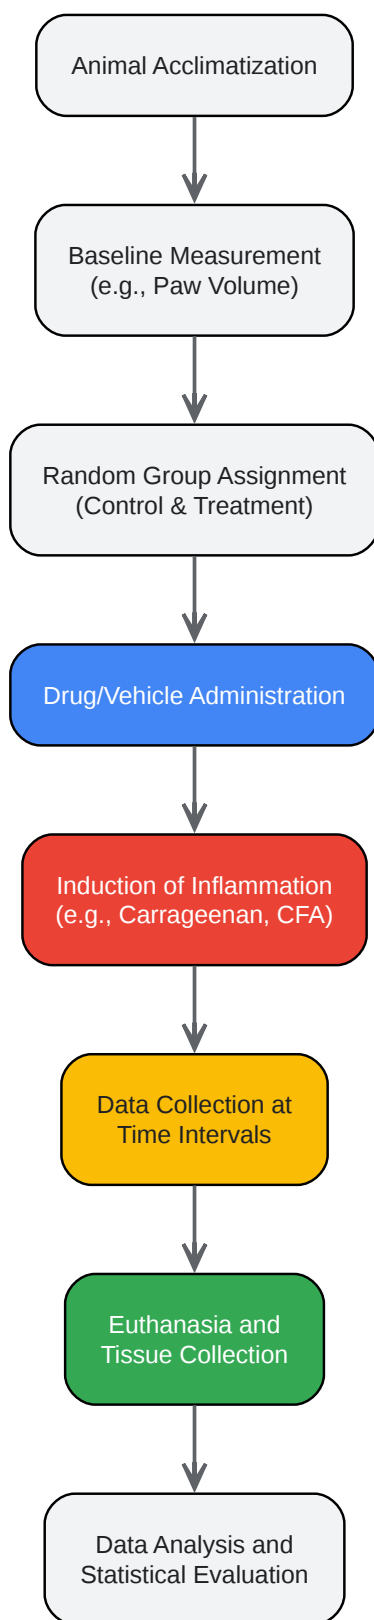 Animal Acclimatization
Baseline Measurement
(e.g., Paw Volume)
Random Group Assignment
(Control & Treatment)
Drug/Vehicle Administration
Induction of Inflammation
(e.g., Carrageenan, CFA)
Data Collection at
Time Intervals
Euthanasia and
Tissue Collection
Data Analysis and
Statistical Evaluation